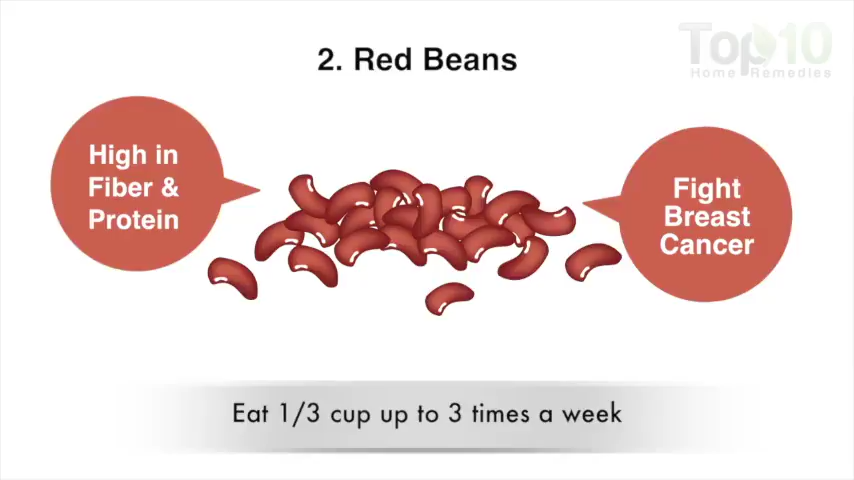 2. Red Beans
Top10
Home Remedies
High in
Fiber &
Protein
Fight
Breast
Cancer
Eat 1/3 cup up to 3 times a week